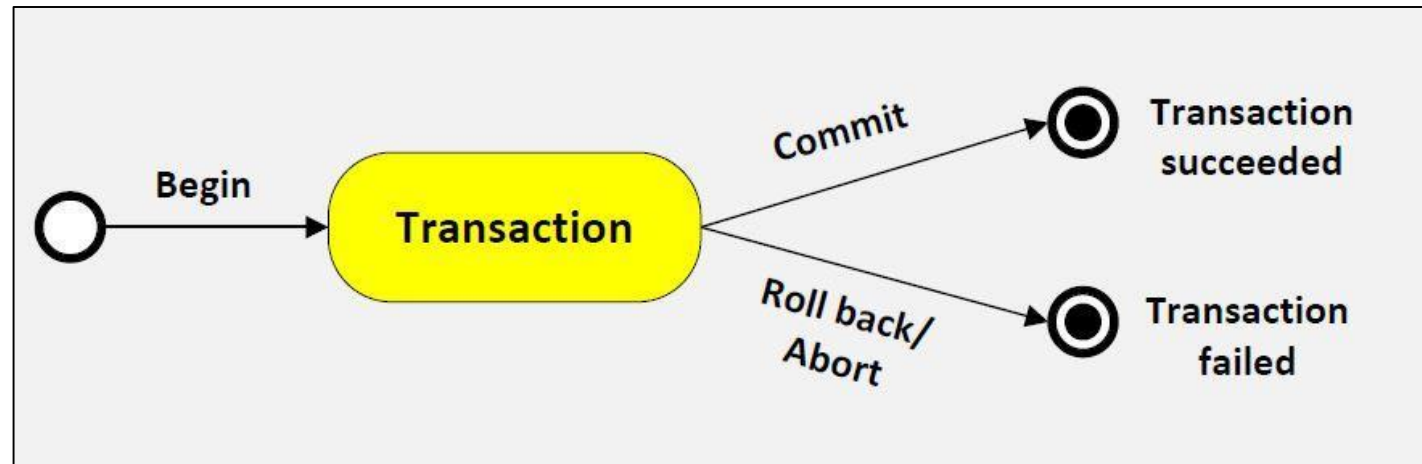 Begin
Transaction
Commit
Transaction
succeeded
Roll back/
Abort
Transaction
failed